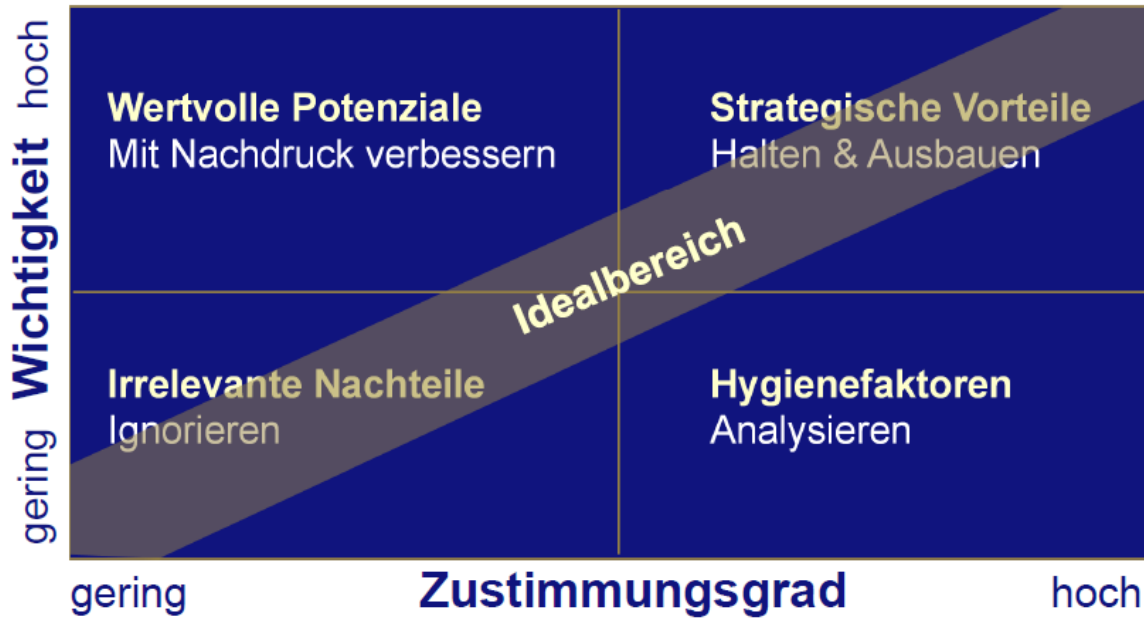 hoch
Wichtigkeit
gering
Wertvolle Potenziale
Mit Nachdruck verbessern
Strategische Vorteile
Halten & Ausbauen
Idealbereich
Irrelevante Nachteile
Ignorieren
Hygienefaktoren
Analysieren
gering
Zustimmungsgrad
hoch